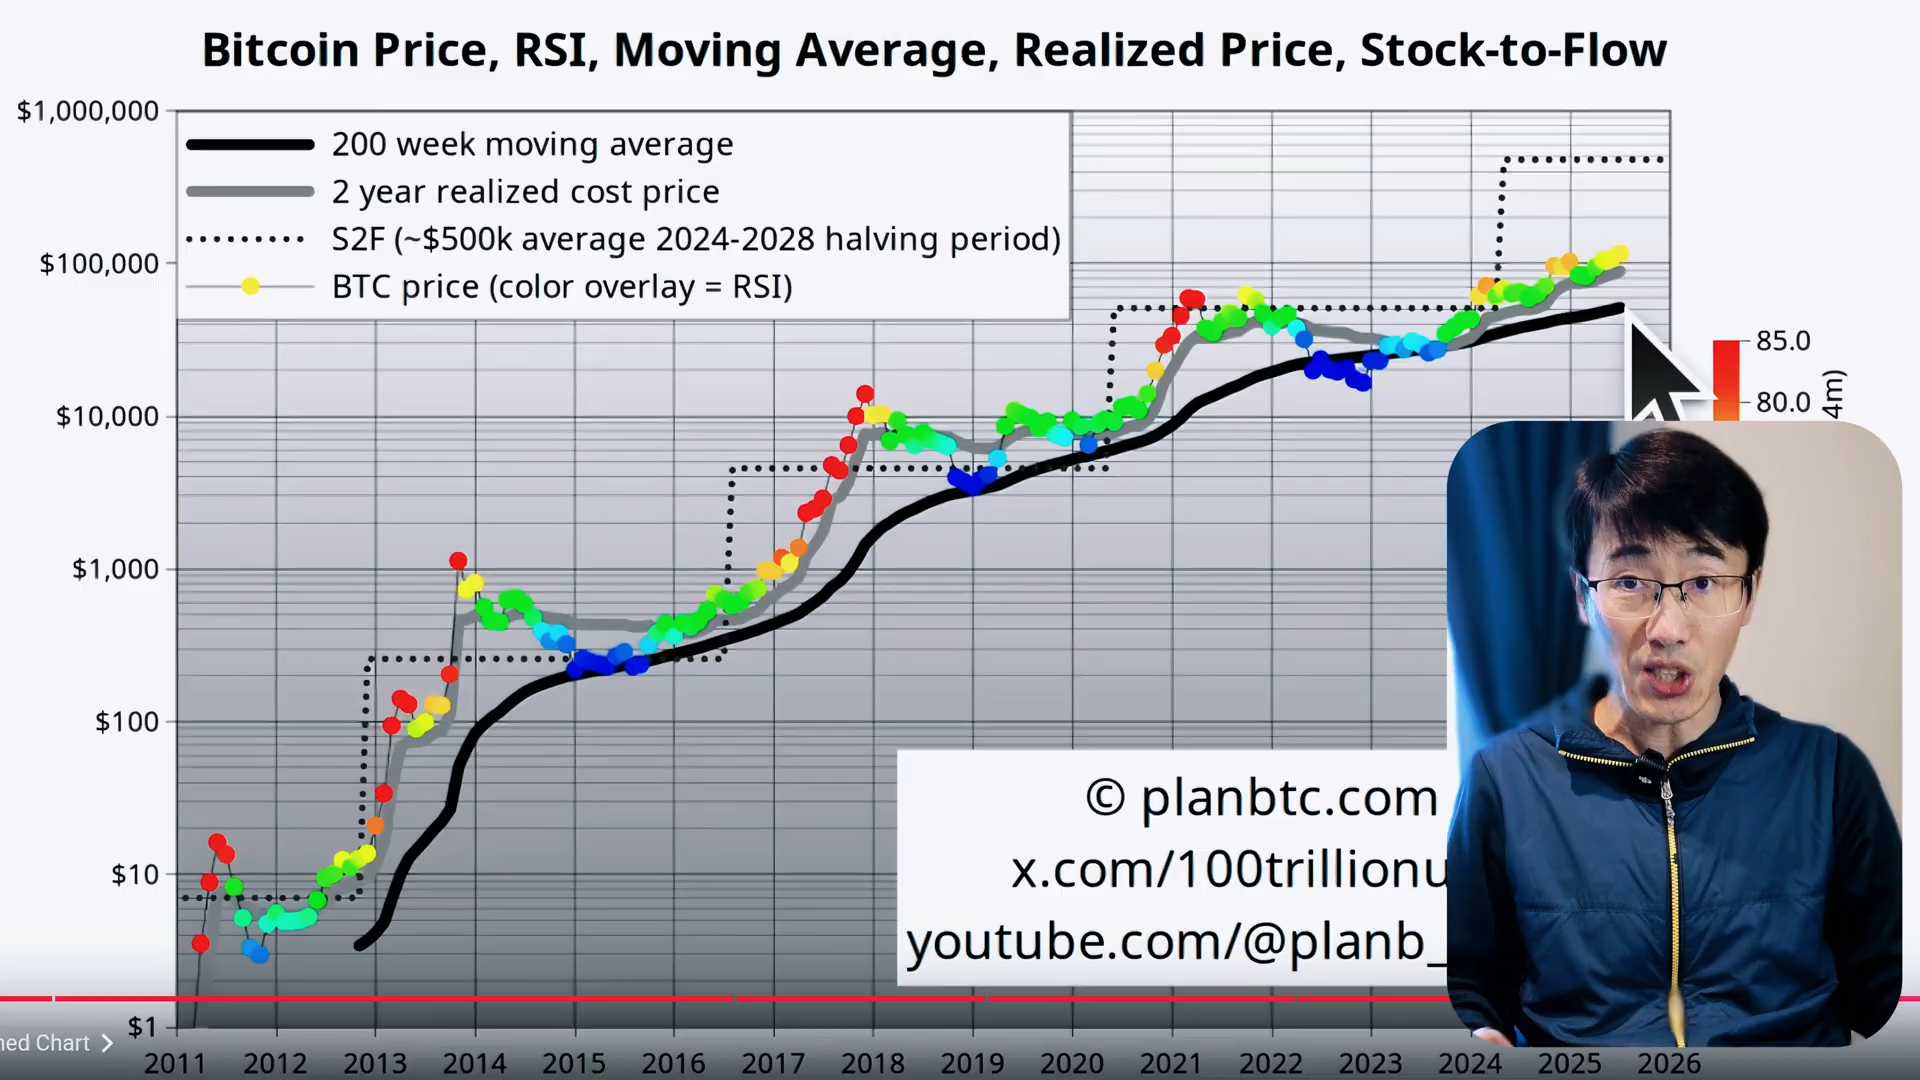 Bitcoin Price, RSI, Moving Average, Realized Price, Stock-to-Flow
$1,000,000
$100,000
$10,000
$1,000
$100
$10
$1
200 week moving average
2 year realized cost price
S2F (~$500k average 2024-2028 halving period)
BTC price (color overlay = RSI)
85.0
80.0
4m)
© planbtc.com
x.com/100trillionu
youtube.com/@planb_
ned Chart
2011 2012 2013 2014 2015 2016 2017 2018 2019 2020 2021 2022 2023 2024 2025 2026